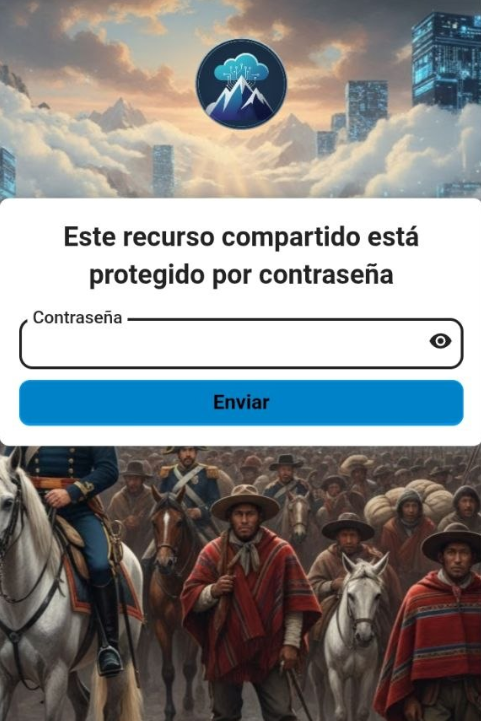 Este recurso compartido está
protegido por contraseña
Contraseña
Enviar